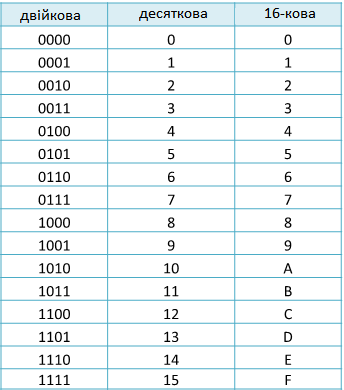 двійкова десяткова 16-кова
0000 0 0
0001 1 1
0010 2 2
0011 3 3
0100 4 4
0101 5 5
0110 6 6
0111 7 7
1000 8 8
1001 9 9
1010 10 A
1011 11 B
1100 12 C
1101 13 D
1110 14 E
1111 15 F